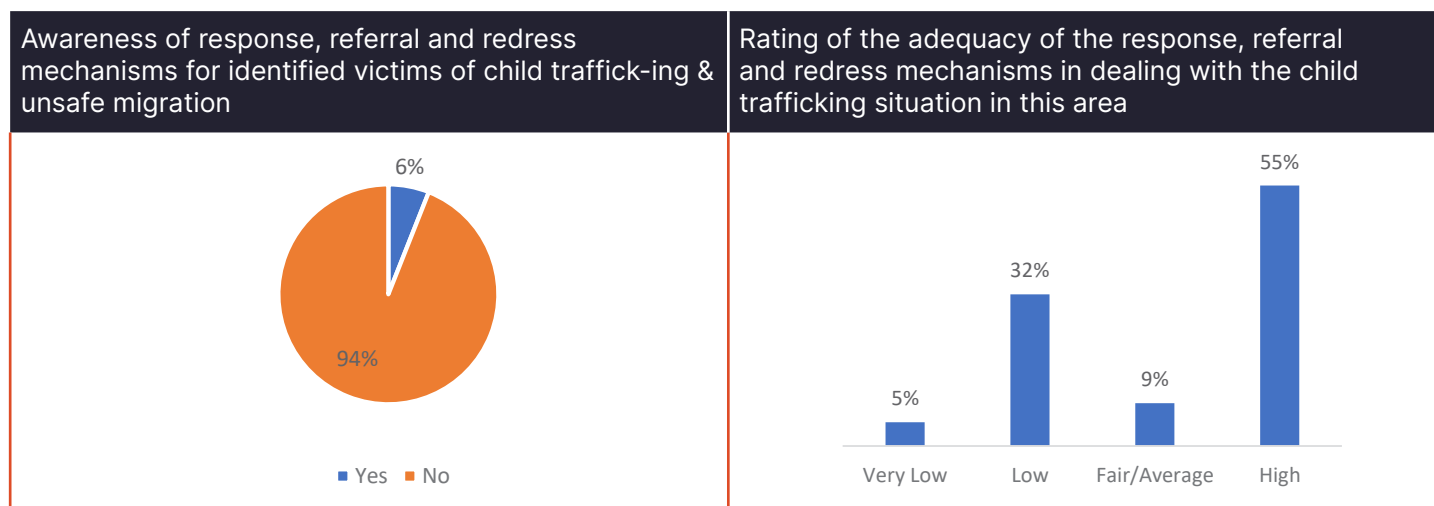 Awareness of response, referral and redress
mechanisms for identified victims of child traffick-ing &
unsafe migration
Rating of the adequacy of the response, referral
and redress mechanisms in dealing with the child
trafficking situation in this area
6%
94%
Yes No
55%
32%
9%
5%
Very Low Low Fair/Average High